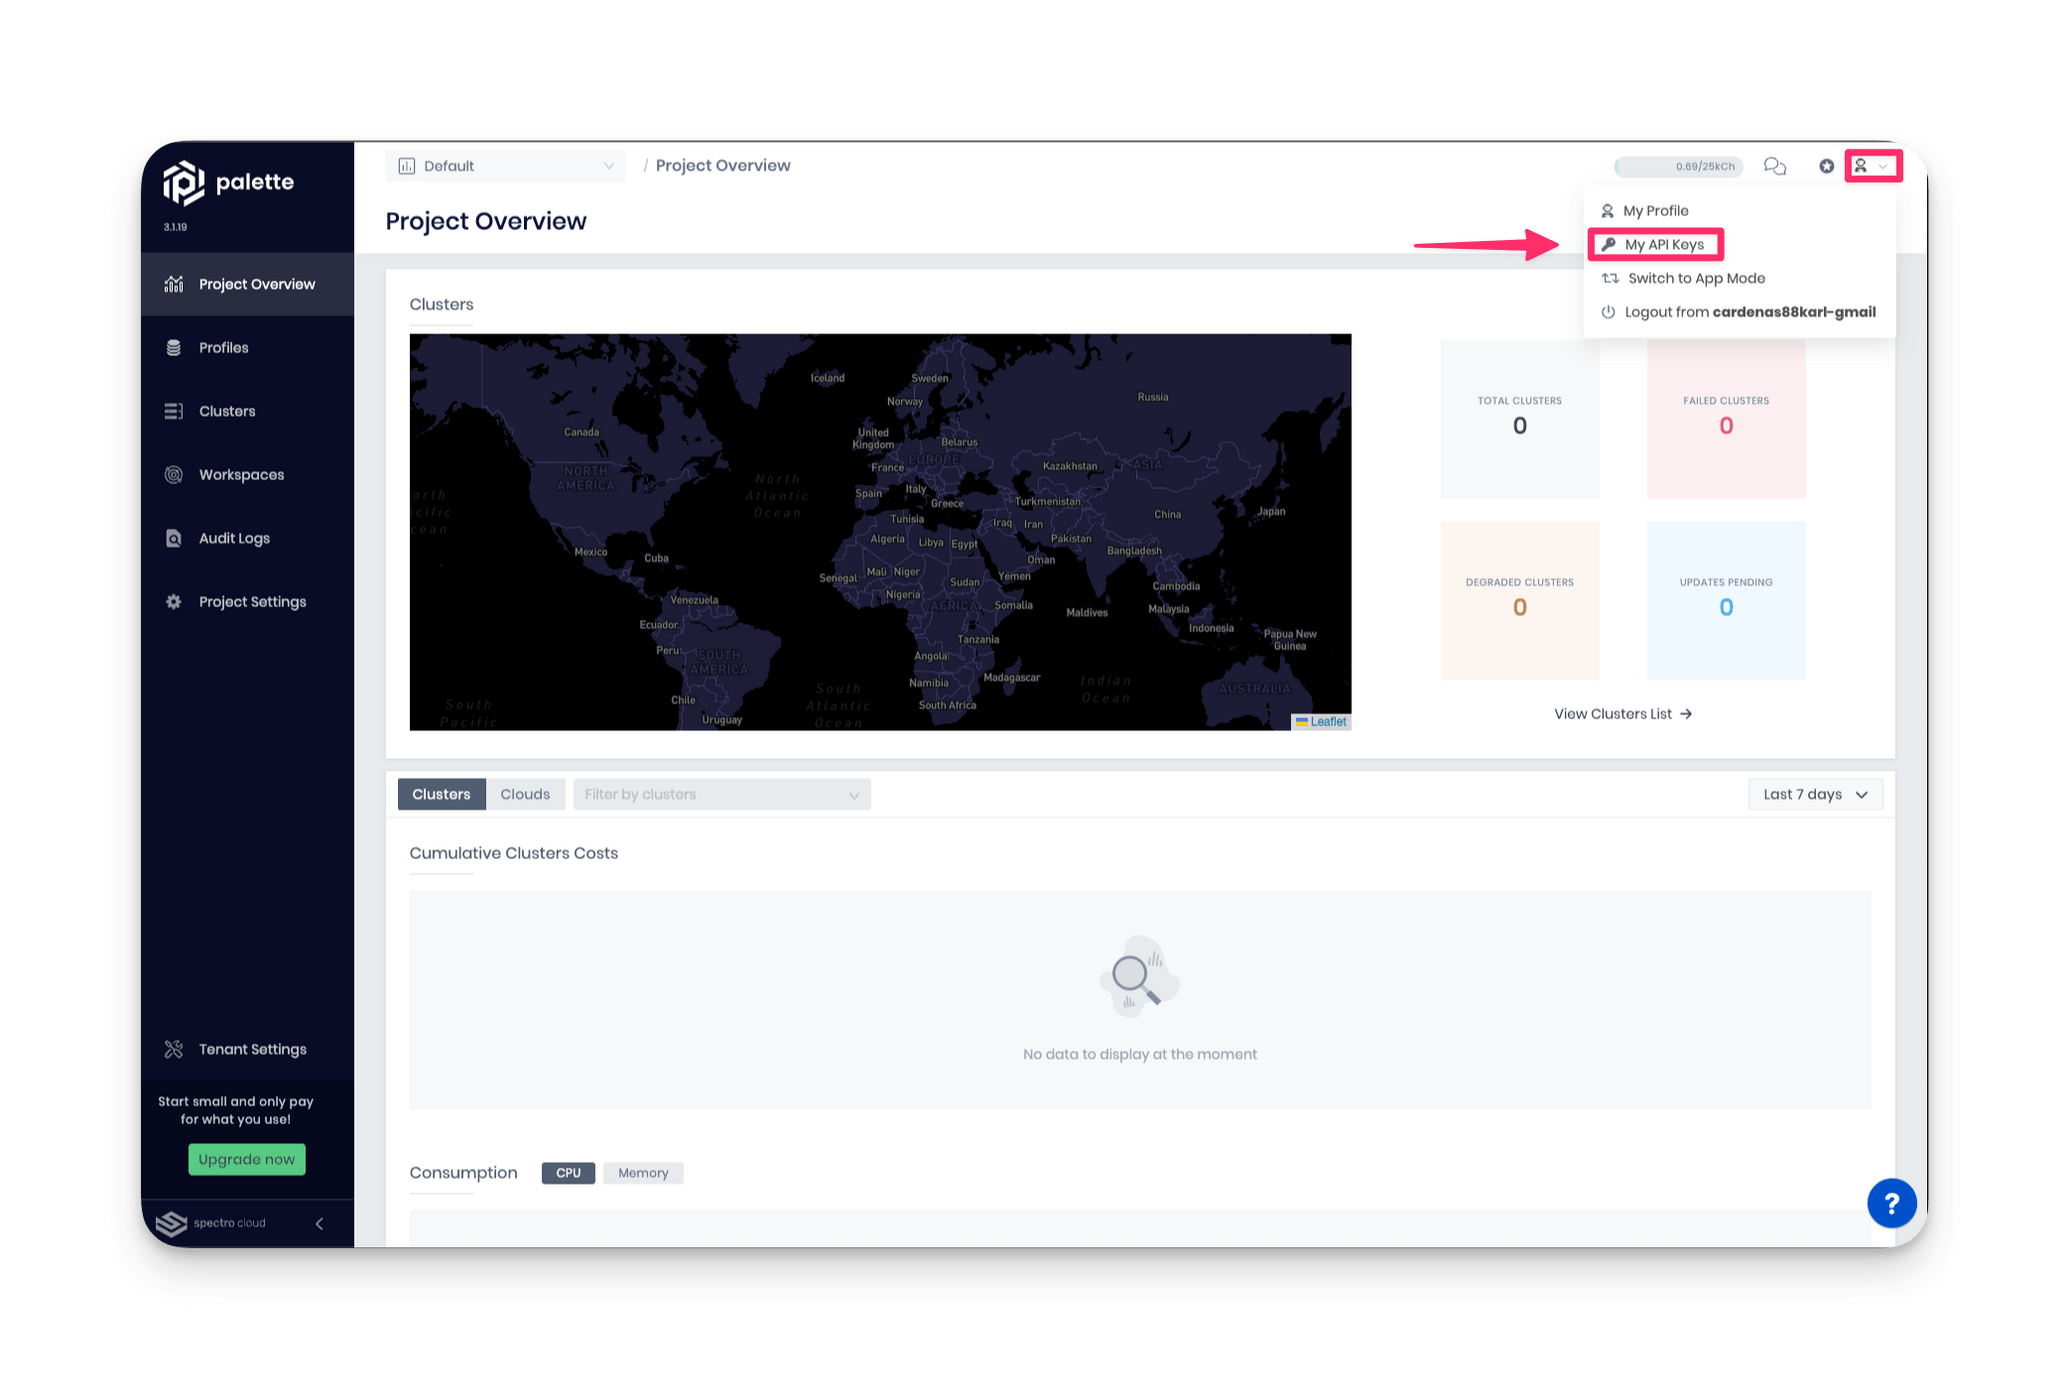 palette
3.1.19
Project Overview
Profiles
Clusters
Workspaces
Audit Logs
Project Settings
Tenant Settings
Start small and only pay
for what you use!
Upgrade now
spectro cloud
Default
/ Project Overview
0.69/25kCh
Project Overview
My Profile
My API Keys
Switch to App Mode
Logout from cardenas88karl-gmail
Clusters
Iceland
Sweden
Norway
Russia
Canada
United
Kingdom
Belarus
EUROPE
France
Kazakhstan
ASIA
NORTH
AMERICA
North
Atlantic
Ocean
Spain
Italy
Greece
Turkmenistan
Tunisia
Iraq
Iran
China
Japan
Algeria
Libya
Egypt
Pakistan
Bangladesh
Mexico
Cuba
Oman
Senegal
Mali
Niger
Sudan
Yemen
Cambodia
Venezuela
Nigeria
AFRICA
Somalia
Maldives
Malaysia
Ecuador
Indonesia
Papua New
Guinea
Tanzania
Peru
SOUTH
AMERICA
Angola
Namibia
Madagascar
Indian
Ocean
AUSTRALIA
Chile
South
Atlantic
Ocean
South Africa
South
Pacific
Uruguay
Leaflet
TOTAL CLUSTERS
0
FAILED CLUSTERS
0
DEGRADED CLUSTERS
0
UPDATES PENDING
0
View Clusters List
Clusters
Clouds
Filter by clusters
Last 7 days
Cumulative Clusters Costs
No data to display at the moment
Consumption
CPU
Memory
?